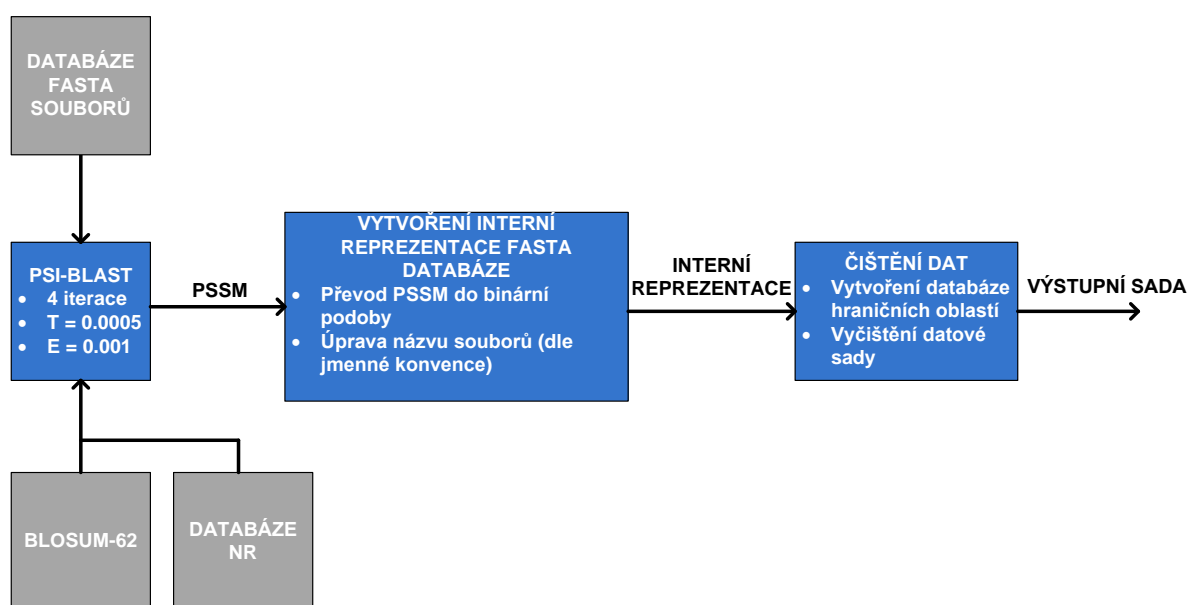 DATABÁZE
FASTA
SOUBORŮ
PSI-BLAST
• 4 iterace
• T = 0.0005
• E = 0.001
PSSM
VYTVOŘENÍ INTERNÍ
REPREZENTACE FASTA
DATABÁZE
• Převod PSSM do binární
podoby
• Úprava názvu souborů (dle
jmenné konvence)
INTERNÍ
REPREZENTACE
ČIŠTĚNÍ DAT
• Vytvoření databáze
hraničních oblastí
• Vyčištění datové
sady
VÝSTUPNÍ SADA
BLOSUM-62
DATABÁZE
NR